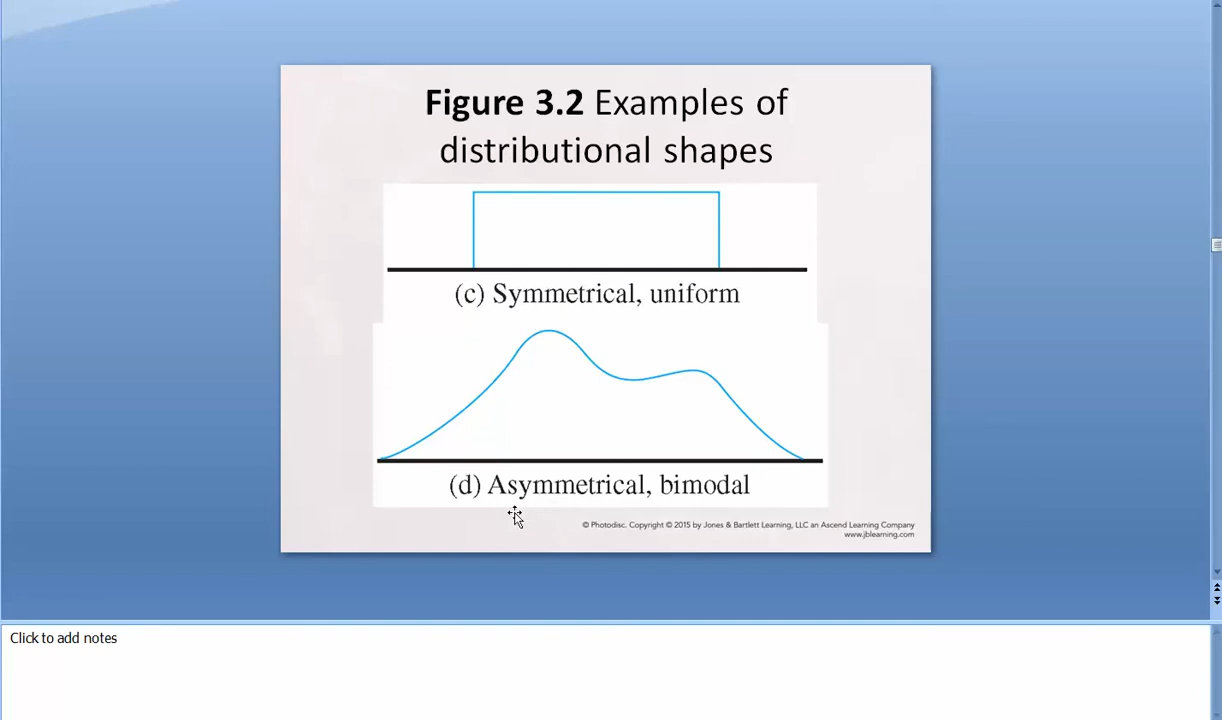 Figure 3.2 Examples of
distributional shapes
(c) Symmetrical, uniform
(d) Asymmetrical, bimodal
© Photodisc. Copyright © 2015 by Jones & Bartlett Learning, LLC an Ascend Learning Company
www.jblearning.com
Click to add notes